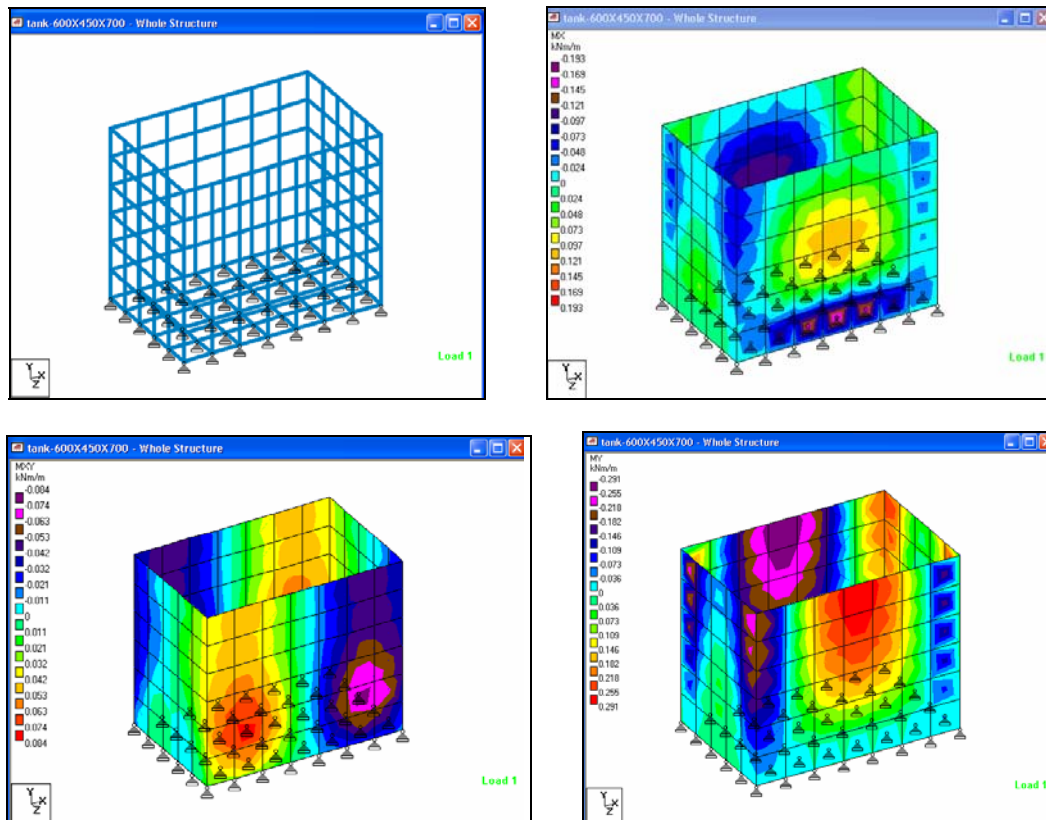 tank-600X450X700 - Whole Structure
Load 1
Y
X
Z
tank-600X450X700 - Whole Structure
MX
kNm/m
-0.193
-0.169
-0.145
-0.121
-0.097
-0.073
-0.048
-0.024
0
0.024
0.048
0.073
0.097
0.121
0.145
0.169
0.193
Load 1
Y
X
Z
tank-600X450X700 - Whole Structure
MXY
kNm/m
-0.084
-0.074
-0.063
-0.053
-0.042
-0.032
-0.021
-0.011
0
0.011
0.021
0.032
0.042
0.053
0.063
0.074
0.084
Load 1
Y
X
Z
tank-600X450X700 - Whole Structure
MY
kNm/m
-0.291
-0.255
-0.218
-0.182
-0.146
-0.109
-0.073
-0.036
0
0.036
0.073
0.109
0.146
0.182
0.218
0.255
0.291
Load 1
Y
X
Z